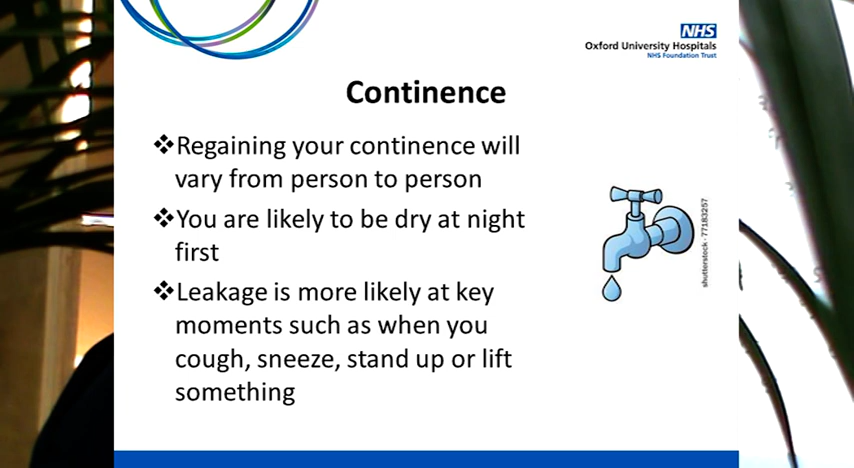 NHS
Oxford University Hospitals
NHS Foundation Trust
Continence
❖Regaining your continence will
vary from person to person
❖You are likely to be dry at night
first
❖Leakage is more likely at key
moments such as when you
cough, sneeze, stand up or lift
something
shutterstock · 77183257